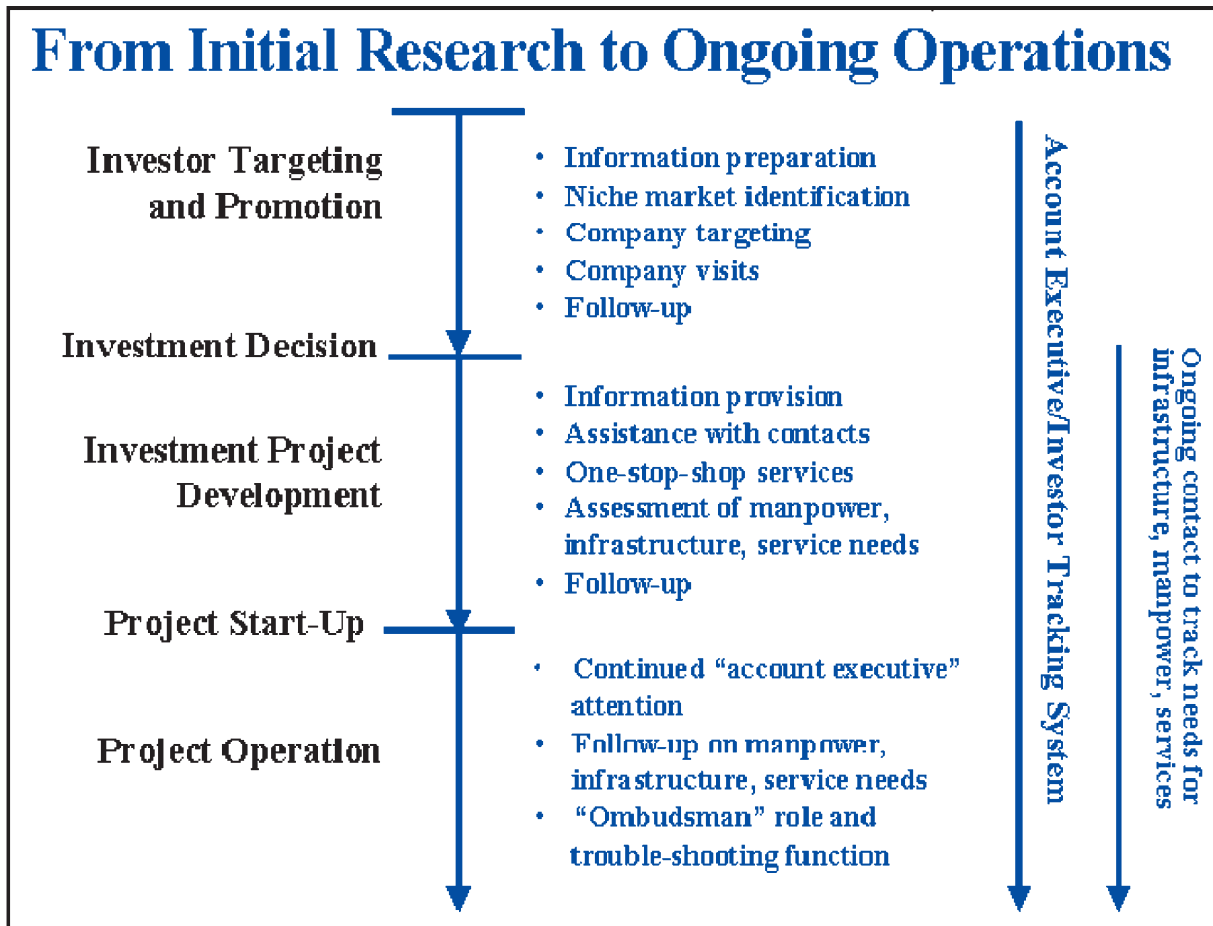 From Initial Research to Ongoing Operations
Investor Targeting
and Promotion
• Information preparation
• Niche market identification
• Company targeting
• Company visits
• Follow-up
Investment Decision
Investment Project
Development
• Information provision
• Assistance with contacts
• One-stop-shop services
• Assessment of manpower,
infrastructure, service needs
• Follow-up
Project Start-Up
Project Operation
• Continued “account executive”
attention
• Follow-up on manpower,
infrastructure, service needs
• “Ombudsman” role and
trouble-shooting function
Account Executive/Investor Tracking System
Ongoing contact to track needs for
infrastructure, manpower, services